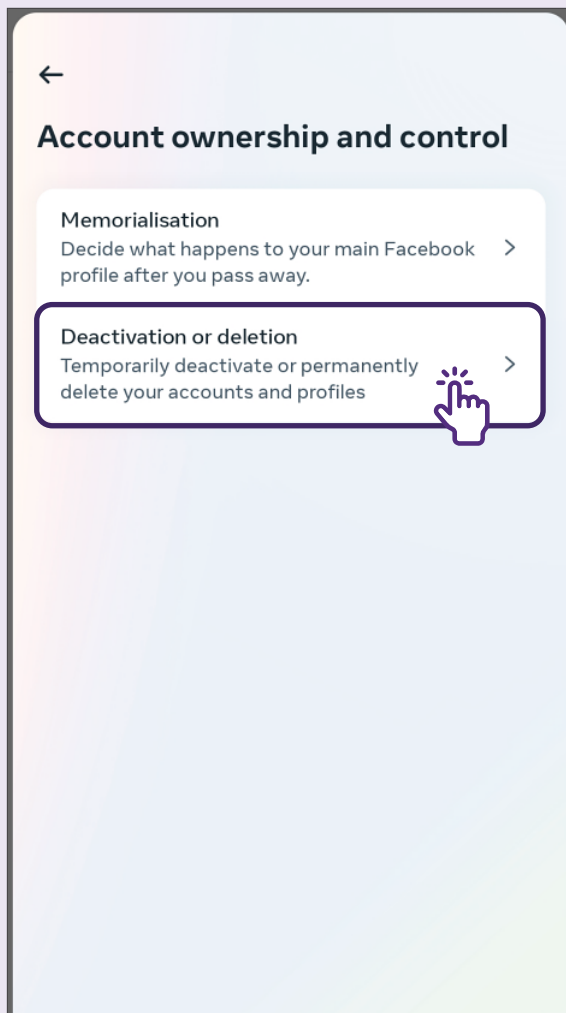 Account ownership and control
Memorialisation
Decide what happens to your main Facebook
profile after you pass away.
Deactivation or deletion
Temporarily deactivate or permanently
delete your accounts and profiles